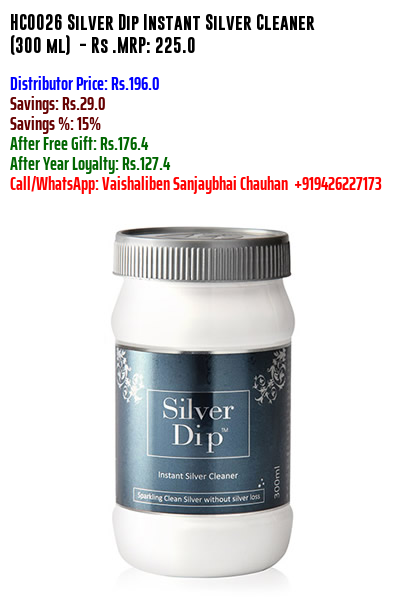 HC0026 Silver Dip Instant Silver Cleaner
(300 ml) - Rs .MRP: 225.0
Distributor Price: Rs.196.0
Savings: Rs.29.0
Savings %: 15%
After Free Gift: Rs.176.4
After Year Loyalty: Rs.127.4
Call/WhatsApp: Vaishaliben Sanjaybhai Chauhan +919426227173
Silver
Dip™
Instant Silver Cleaner
Sparkling Clean Silver without silver loss
300ml